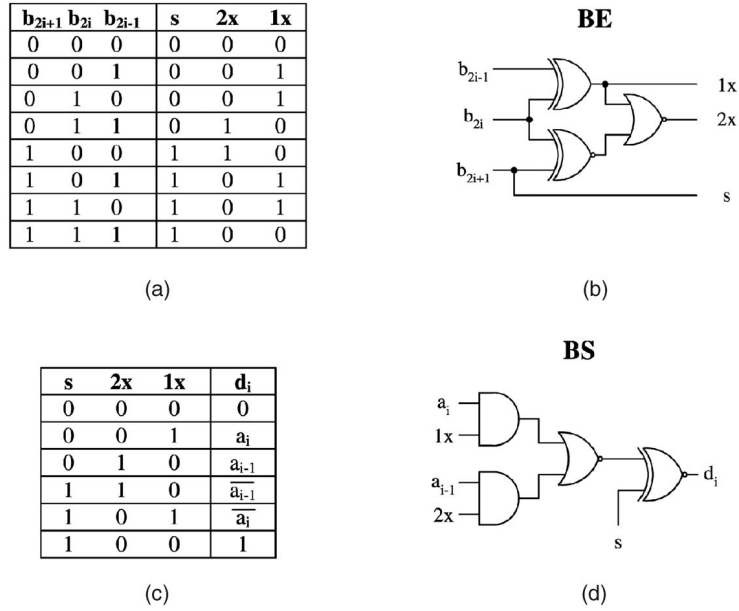 b2i+1 b2i b2i-1 s 2x 1x
0 0 0 0 0 0
0 0 1 0 0 1
0 1 0 0 0 1
0 1 1 0 1 0
1 0 0 1 1 0
1 0 1 1 0 1
1 1 0 1 0 1
1 1 1 1 0 0
(a)
BE
b2i-1
b2i
b2i+1
1x
2x
s
(b)
s 2x 1x di
0 0 0 0
0 0 1 ai
0 1 0 ai-1
1 1 0 a̅i-1
1 0 1 a̅i
1 0 0 1
(c)
BS
ai
1x
ai-1
2x
s
di
(d)